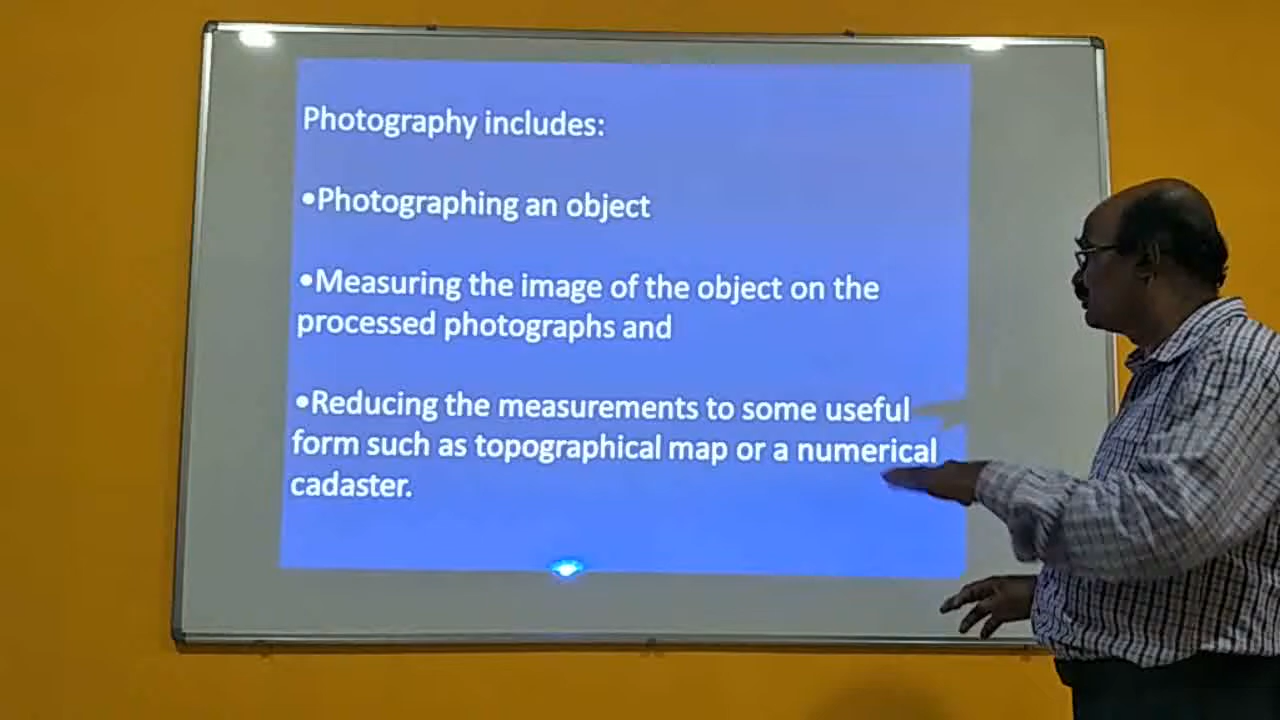 Photography includes:
•Photographing an object
•Measuring the image of the object on the
processed photographs and
•Reducing the measurements to some useful
form such as topographical map or a numerical
cadaster.